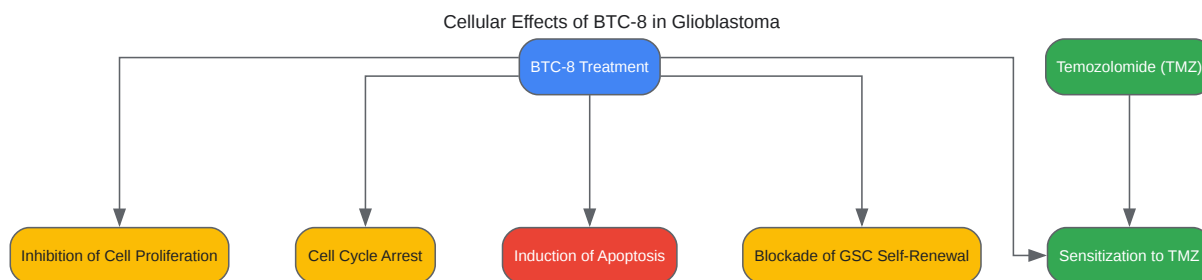 Cellular Effects of BTC-8 in Glioblastoma
BTC-8 Treatment
Temozolomide (TMZ)
Inhibition of Cell Proliferation
Cell Cycle Arrest
Induction of Apoptosis
Blockade of GSC Self-Renewal
Sensitization to TMZ